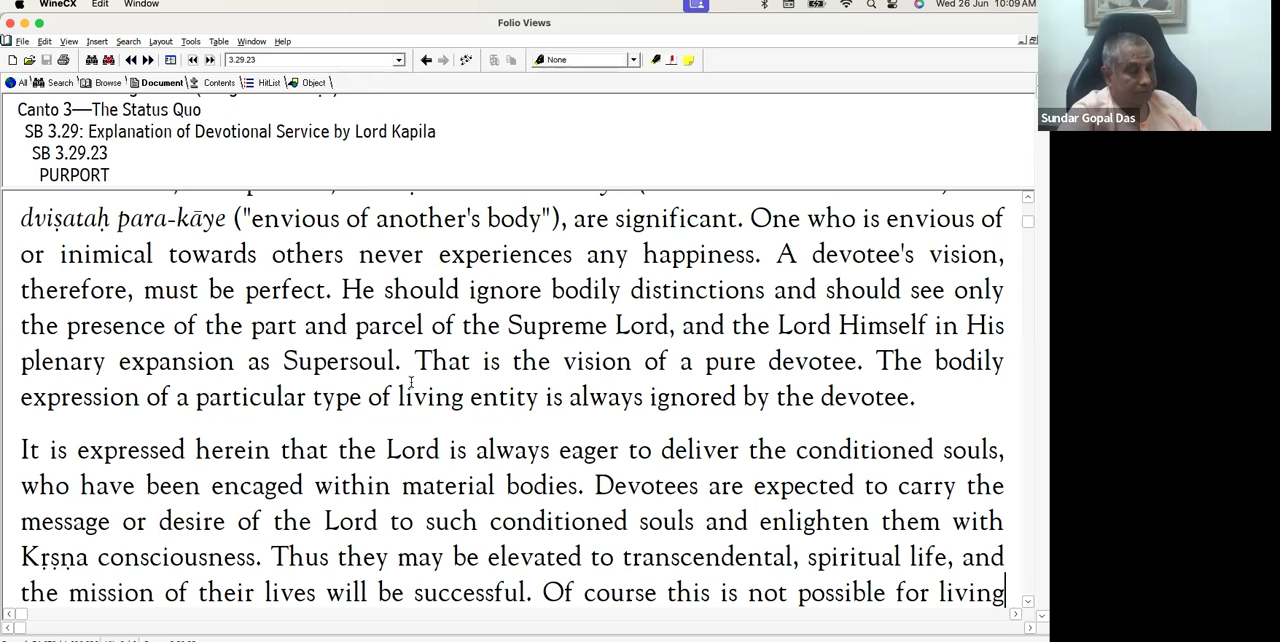 WineCX Edit Window
Wed 26 Jun 10:09 AM
Folio Views
File Edit View Insert Search Layout Tools Table Window Help
3.29.23
None
All Search Browse Document Contents HitList Object
Canto 3—The Status Quo
SB 3.29: Explanation of Devotional Service by Lord Kapila
SB 3.29.23
PURPORT
dviṣataḥ para-kāye ("envious of another's body"), are significant. One who is envious of
or inimical towards others never experiences any happiness. A devotee's vision,
therefore, must be perfect. He should ignore bodily distinctions and should see only
the presence of the part and parcel of the Supreme Lord, and the Lord Himself in His
plenary expansion as Supersoul. That is the vision of a pure devotee. The bodily
expression of a particular type of living entity is always ignored by the devotee.
It is expressed herein that the Lord is always eager to deliver the conditioned souls,
who have been encaged within material bodies. Devotees are expected to carry the
message or desire of the Lord to such conditioned souls and enlighten them with
Kṛṣṇa consciousness. Thus they may be elevated to transcendental, spiritual life, and
the mission of their lives will be successful. Of course this is not possible for living
Sundar Gopal Das